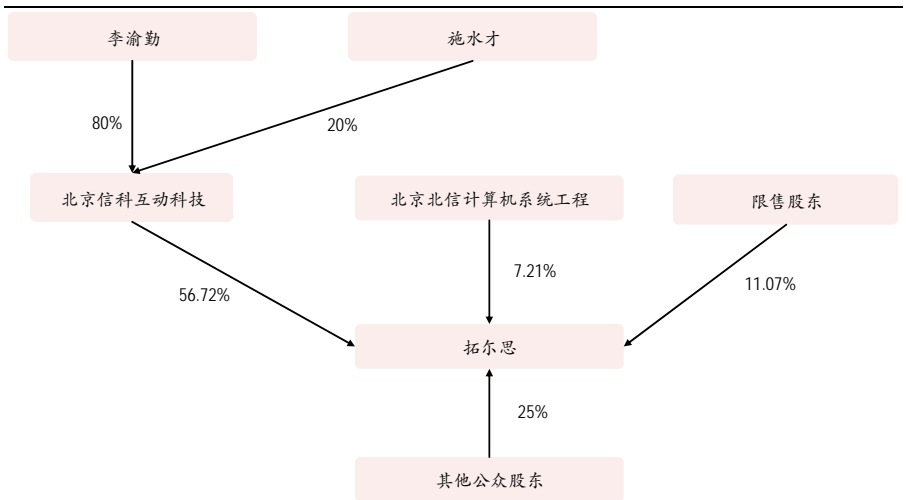 李渝勤
施水才
80%
20%
北京信科互动科技
北京北信计算机系统工程
限售股东
56.72%
7.21%
11.07%
拓尔思
25%
其他公众股东